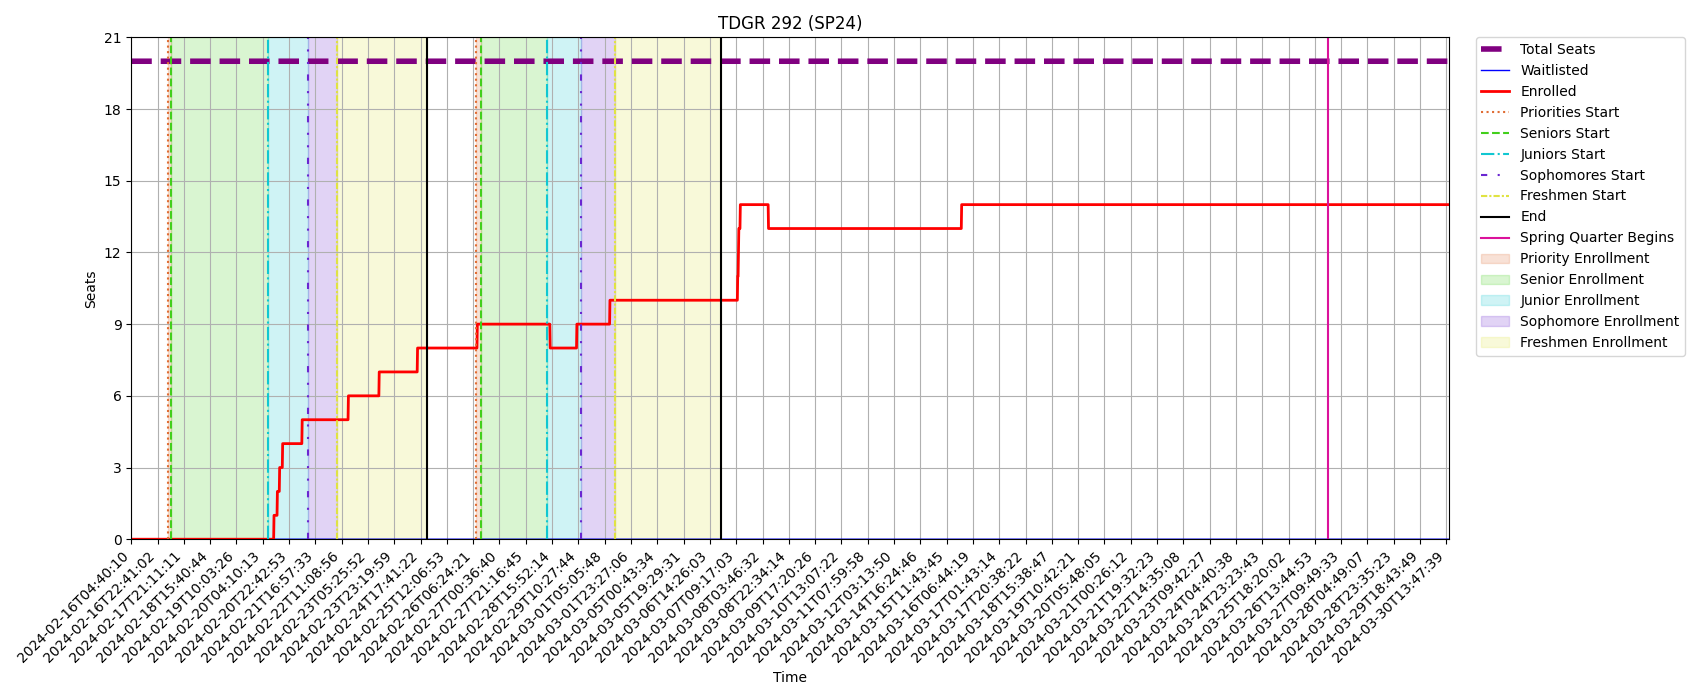 TDGR 292 (SP24)
21
18
15
12
9
6
3
0
Seats
2024-02-16T04:40:10
2024-02-16T22:41:02
2024-02-17T21:11:11
2024-02-18T15:40:44
2024-02-19T10:03:26
2024-02-20T04:10:13
2024-02-20T22:42:53
2024-02-21T16:57:33
2024-02-22T11:08:56
2024-02-23T05:25:52
2024-02-23T23:19:59
2024-02-24T17:41:22
2024-02-25T12:06:53
2024-02-26T06:24:21
2024-02-27T00:36:40
2024-02-27T21:16:45
2024-02-28T15:52:14
2024-02-29T10:27:44
2024-03-01T05:05:48
2024-03-01T23:27:06
2024-03-05T00:43:34
2024-03-05T19:29:31
2024-03-06T14:26:03
2024-03-07T09:17:03
2024-03-08T03:46:32
2024-03-08T22:34:14
2024-03-09T17:20:26
2024-03-10T13:07:22
2024-03-11T07:59:58
2024-03-12T03:13:50
2024-03-14T16:24:46
2024-03-15T11:43:45
2024-03-16T06:44:19
2024-03-17T01:43:14
2024-03-17T20:38:22
2024-03-18T15:38:47
2024-03-19T10:42:21
2024-03-20T05:48:05
2024-03-21T00:26:12
2024-03-21T19:32:23
2024-03-22T14:35:08
2024-03-23T09:42:27
2024-03-24T04:40:38
2024-03-24T23:23:43
2024-03-25T18:20:02
2024-03-26T13:44:53
2024-03-27T09:49:33
2024-03-28T04:49:07
2024-03-28T23:35:23
2024-03-29T18:43:49
2024-03-30T13:47:39
Time
Total Seats
Waitlisted
Enrolled
Priorities Start
Seniors Start
Juniors Start
Sophomores Start
Freshmen Start
End
Spring Quarter Begins
Priority Enrollment
Senior Enrollment
Junior Enrollment
Sophomore Enrollment
Freshmen Enrollment